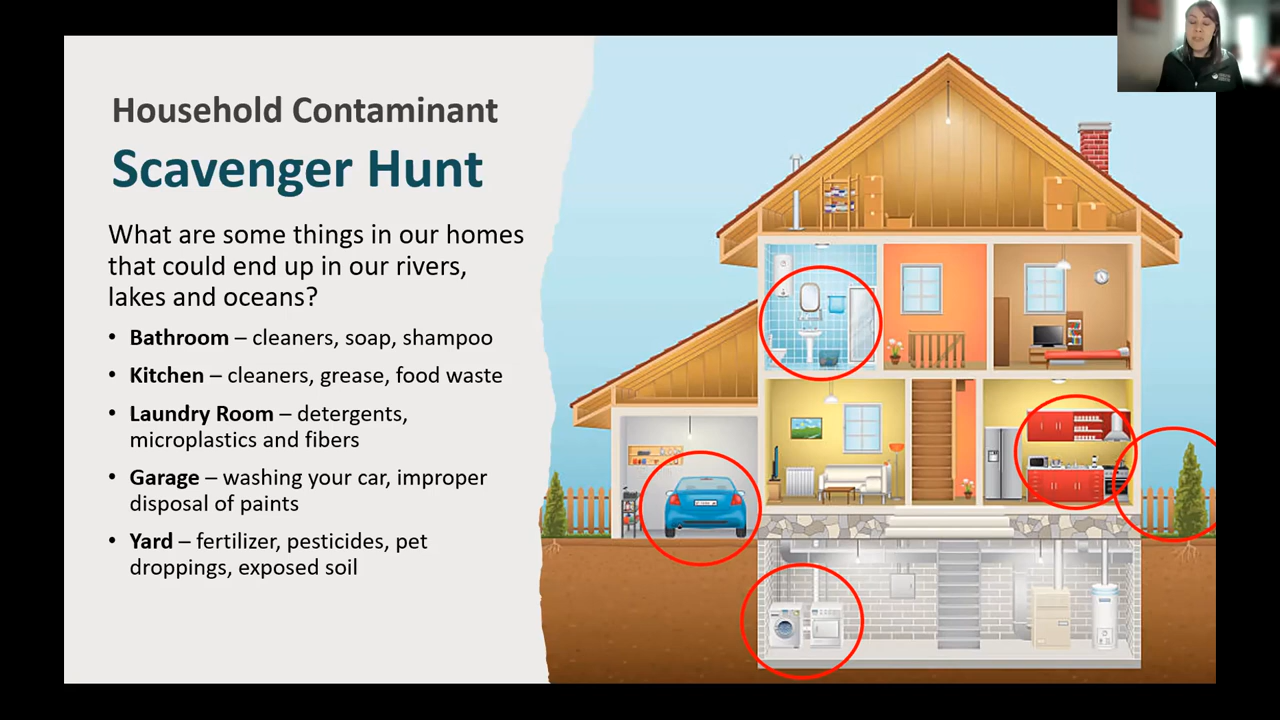 Household Contaminant
Scavenger Hunt
What are some things in our homes
that could end up in our rivers,
lakes and oceans?
• Bathroom – cleaners, soap, shampoo
• Kitchen – cleaners, grease, food waste
• Laundry Room – detergents,
microplastics and fibers
• Garage – washing your car, improper
disposal of paints
• Yard – fertilizer, pesticides, pet
droppings, exposed soil